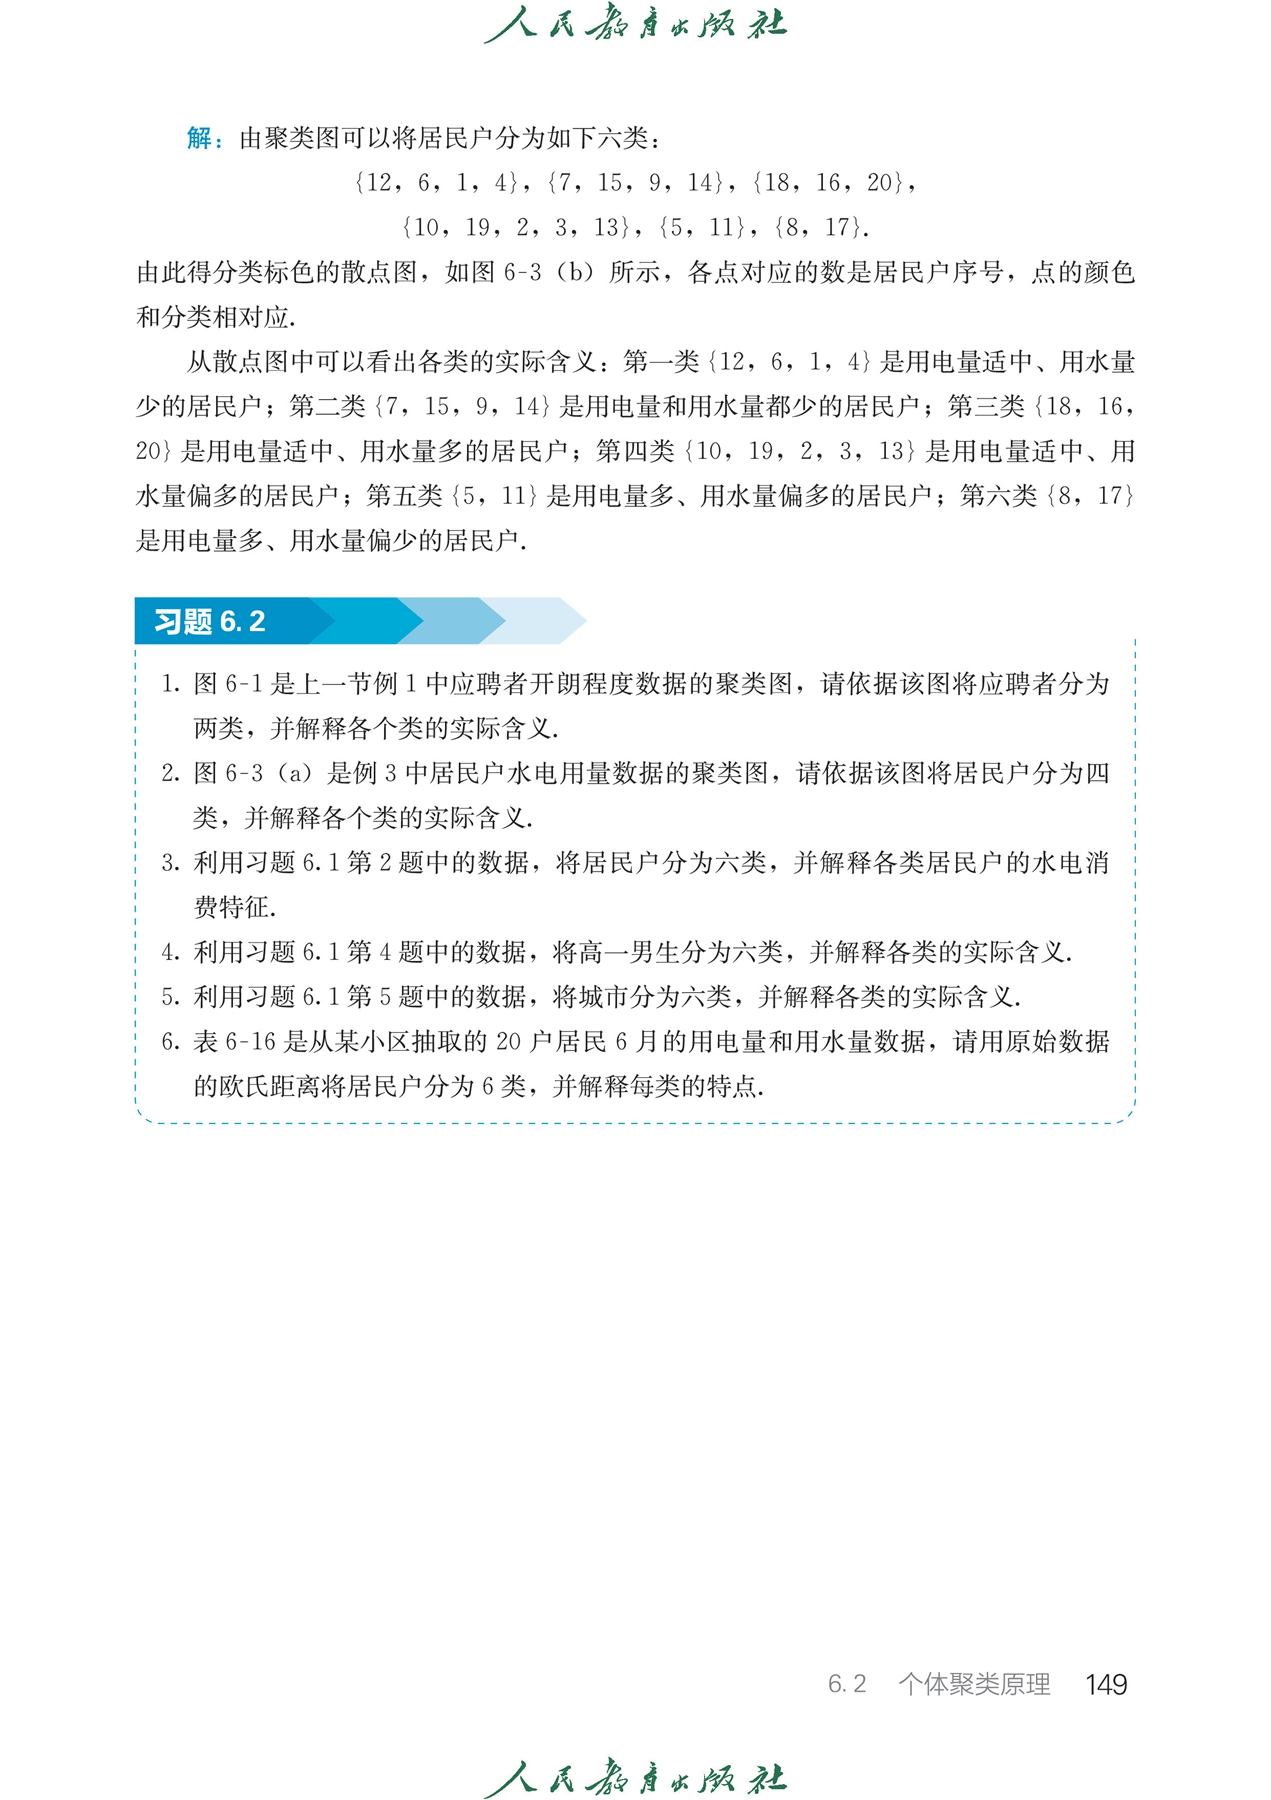 人民教育出版社
解：由聚类图可以将居民户分为如下六类：
{12，6，1，4}，{7，15，9，14}，{18，16，20}，
{10，19，2，3，13}，{5，11}，{8，17}．
由此得分类标色的散点图，如图 6-3（b）所示，各点对应的数是居民户序号，点的颜色
和分类相对应．
从散点图中可以看出各类的实际含义：第一类 {12，6，1，4} 是用电量适中、用水量
少的居民户；第二类 {7，15，9，14} 是用电量和用水量都少的居民户；第三类 {18，16，
20} 是用电量适中、用水量多的居民户；第四类 {10，19，2，3，13} 是用电量适中、用
水量偏多的居民户；第五类 {5，11} 是用电量多、用水量偏多的居民户；第六类 {8，17}
是用电量多、用水量偏少的居民户．
习题 6.2
1. 图 6-1 是上一节例 1 中应聘者开朗程度数据的聚类图，请依据该图将应聘者分为
两类，并解释各个类的实际含义．
2. 图 6-3（a）是例 3 中居民户水电用量数据的聚类图，请依据该图将居民户分为四
类，并解释各个类的实际含义．
3. 利用习题 6.1 第 2 题中的数据，将居民户分为六类，并解释各类居民户的水电消
费特征．
4. 利用习题 6.1 第 4 题中的数据，将高一男生分为六类，并解释各类的实际含义．
5. 利用习题 6.1 第 5 题中的数据，将城市分为六类，并解释各类的实际含义．
6. 表 6-16 是从某小区抽取的 20 户居民 6 月的用电量和用水量数据，请用原始数据
的欧氏距离将居民户分为 6 类，并解释每类的特点．
6.2 个体聚类原理 149
人民教育出版社